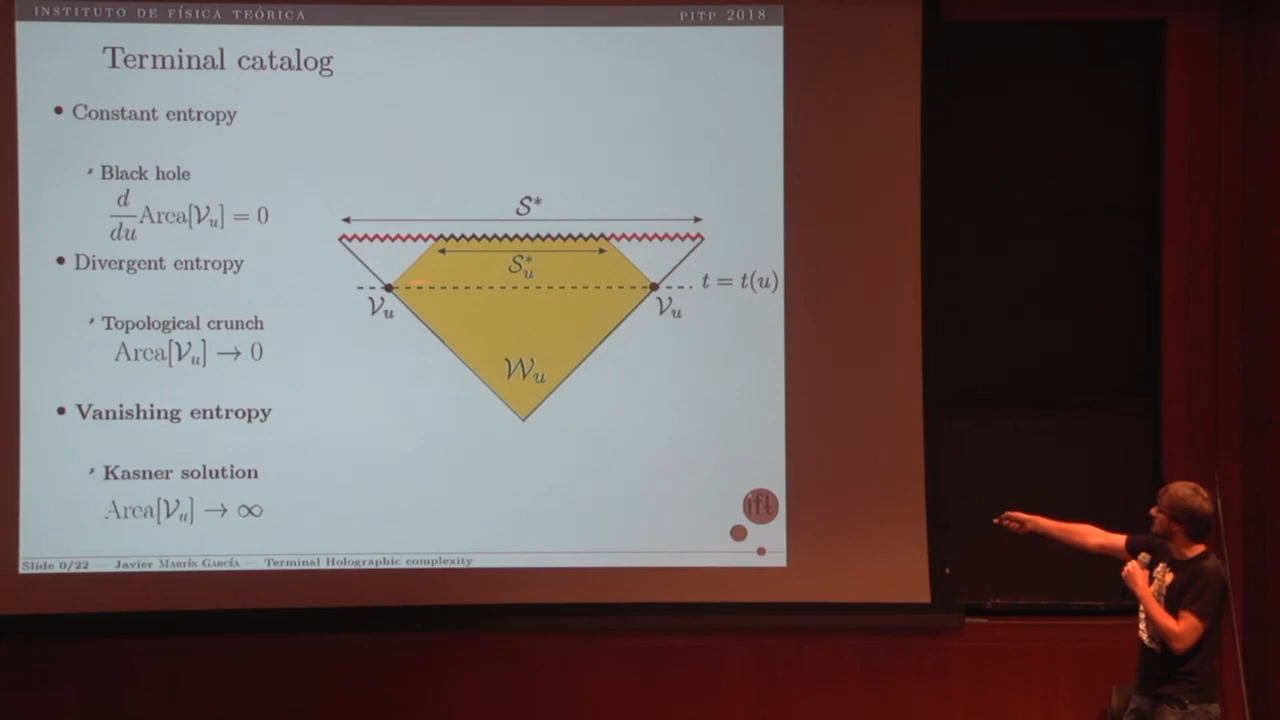 INSTITUTO DE FÍSICA TEÓRICA
PITP 2018
Terminal catalog
• Constant entropy
Black hole
d/du Area[𝒱_u] = 0
• Divergent entropy
Topological crunch
Area[𝒱_u] → 0
• Vanishing entropy
Kasner solution
Area[𝒱_u] → ∞
𝒮*
𝒮*_u
t = t(u)
𝒱_u
𝒱_u
𝒲_u
ift
Slide 0/22 — Javier Martín García — Terminal Holographic complexity